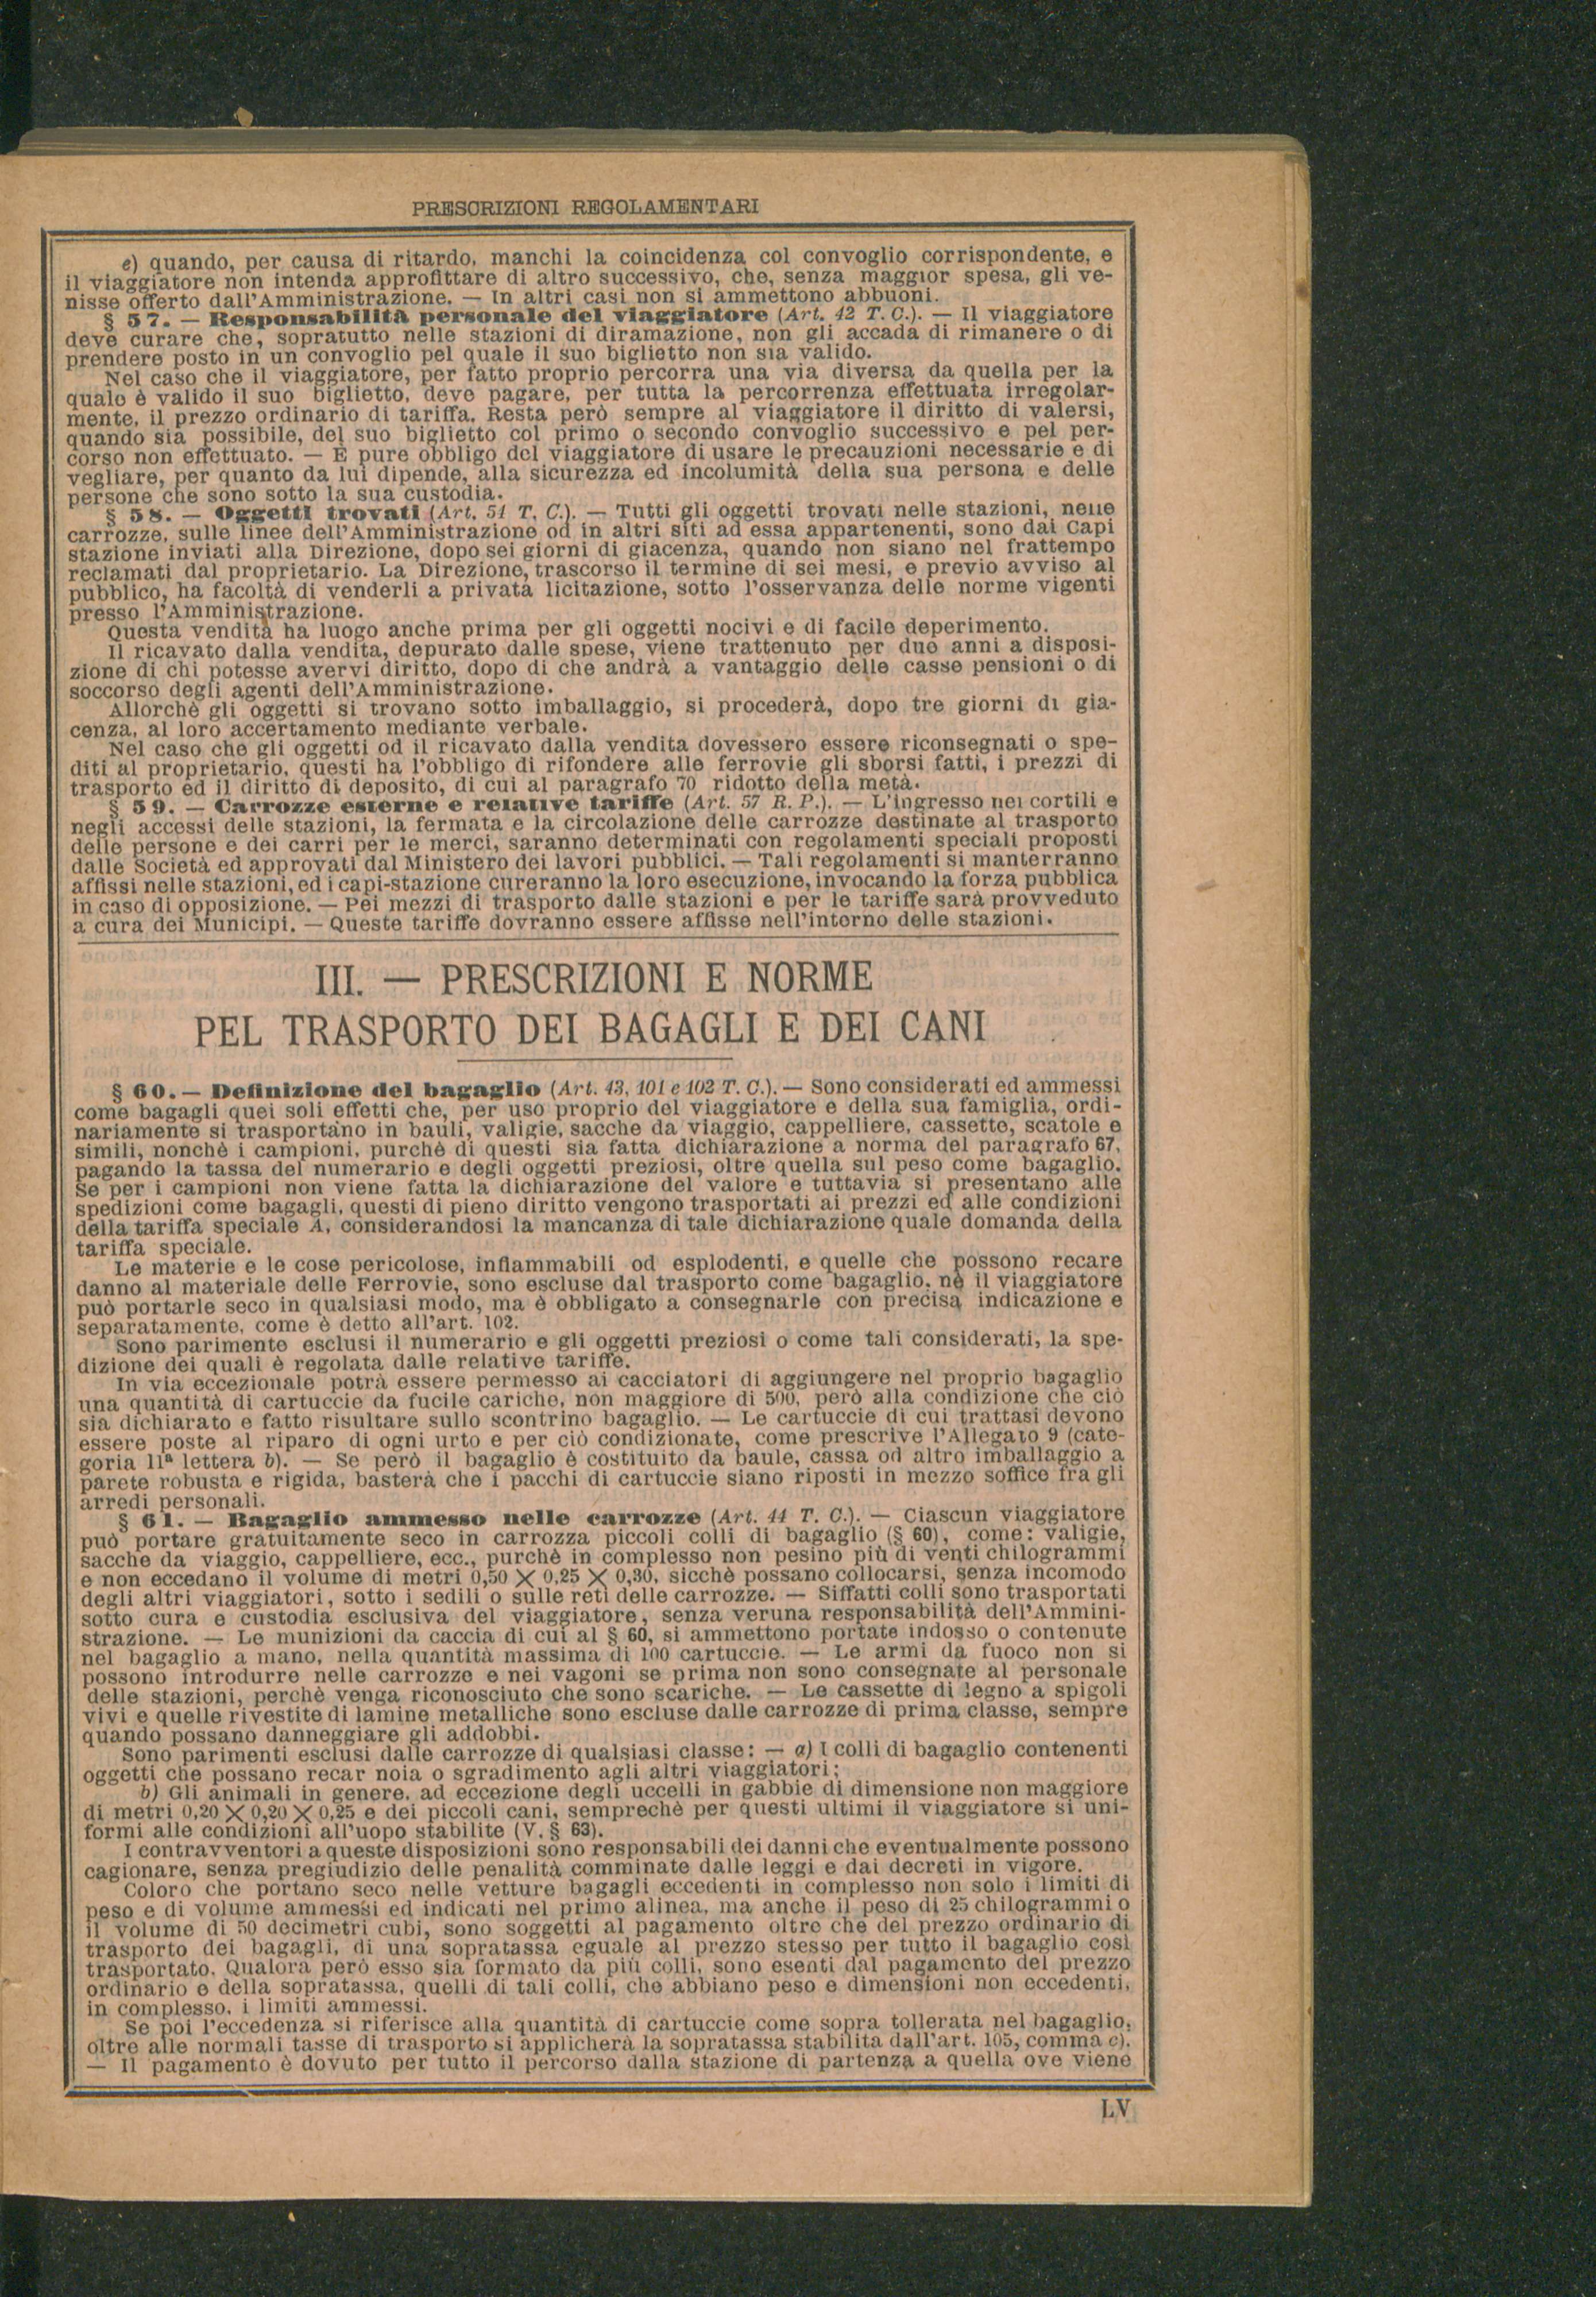 PRESCRIZIONI REGOLAMENTARI
e) quando, per causa di ritardo, manchi la coincidenza col convoglio corrispondente, e
il viaggiatore non intenda approfittare di altro successivo, che, senza maggior spesa, gli ve-
nisse offerto dall'Amministrazione. — In altri casi non si ammettono abbuoni.
§ 57. — Responsabilità personale del viaggiatore (Art. 42 T. C.). — Il viaggiatore
deve curare che, sopratutto nelle stazioni di diramazione, non gli accada di rimanere o di
prendere posto in un convoglio pel quale il suo biglietto non sia valido.
Nel caso che il viaggiatore, per fatto proprio percorra una via diversa da quella per la
quale è valido il suo biglietto, deve pagare, per tutta la percorrenza effettuata irregolar-
mente, il prezzo ordinario di tariffa. Resta però sempre al viaggiatore il diritto di valersi,
quando sia possibile, del suo biglietto col primo o secondo convoglio successivo e pel per-
corso non effettuato. — È pure obbligo del viaggiatore di usare le precauzioni necessarie e di
vegliare, per quanto da lui dipende, alla sicurezza ed incolumità della sua persona e delle
persone che sono sotto la sua custodia.
§ 58. — Oggetti trovati (Art. 51 T. C.). — Tutti gli oggetti trovati nelle stazioni, nelle
carrozze, sulle linee dell'Amministrazione od in altri siti ad essa appartenenti, sono dai Capi
stazione inviati alla Direzione, dopo sei giorni di giacenza, quando non siano nel frattempo
reclamati dal proprietario. La Direzione, trascorso il termine di sei mesi, e previo avviso al
pubblico, ha facoltà di venderli a privata licitazione, sotto l'osservanza delle norme vigenti
presso l'Amministrazione.
Questa vendita ha luogo anche prima per gli oggetti nocivi e di facile deperimento.
Il ricavato dalla vendita, depurato dalle spese, viene trattenuto per due anni a disposi-
zione di chi potesse avervi diritto, dopo di che andrà a vantaggio delle casse pensioni o di
soccorso degli agenti dell'Amministrazione.
Allorchè gli oggetti si trovano sotto imballaggio, si procederà, dopo tre giorni di gia-
cenza, al loro accertamento mediante verbale.
Nel caso che gli oggetti od il ricavato dalla vendita dovessero essere riconsegnati o spe-
diti al proprietario, questi ha l'obbligo di rifondere alle ferrovie gli sborsi fatti, i prezzi di
trasporto ed il diritto di deposito, di cui al paragrafo 70 ridotto della metà.
§ 59. — Carrozze esterne e relative tariffe (Art. 57 R. P.). — L'ingresso nei cortili e
negli accessi delle stazioni, la fermata e la circolazione delle carrozze destinate al trasporto
delle persone e dei carri per le merci, saranno determinati con regolamenti speciali proposti
dalle Società ed approvati dal Ministero dei lavori pubblici. — Tali regolamenti si manterranno
affissi nelle stazioni, ed i capi-stazione cureranno la loro esecuzione, invocando la forza pubblica
in caso di opposizione. — Pei mezzi di trasporto dalle stazioni e per le tariffe sarà provveduto
a cura dei Municipi. — Queste tariffe dovranno essere affisse nell'interno delle stazioni.
III. — PRESCRIZIONI E NORME
PEL TRASPORTO DEI BAGAGLI E DEI CANI
§ 60. — Definizione del bagaglio (Art. 43, 101 e 102 T. C.). — Sono considerati ed ammessi
come bagagli quei soli effetti che, per uso proprio del viaggiatore e della sua famiglia, ordi-
nariamente si trasportano in bauli, valigie, sacche da viaggio, cappelliere, cassette, scatole e
simili, nonchè i campioni, purchè di questi sia fatta dichiarazione a norma del paragrafo 67,
pagando la tassa del numerario e degli oggetti preziosi, oltre quella sul peso come bagaglio.
Se per i campioni non viene fatta la dichiarazione del valore e tuttavia si presentano alle
spedizioni come bagagli, questi di pieno diritto vengono trasportati ai prezzi ed alle condizioni
della tariffa speciale A, considerandosi la mancanza di tale dichiarazione quale domanda della
tariffa speciale.
Le materie e le cose pericolose, infiammabili od esplodenti, e quelle che possono recare
danno al materiale delle Ferrovie, sono escluse dal trasporto come bagaglio, nè il viaggiatore
può portarle seco in qualsiasi modo, ma è obbligato a consegnarle con precisa indicazione e
separatamente, come è detto all'art. 102.
Sono parimente esclusi il numerario e gli oggetti preziosi o come tali considerati, la spe-
dizione dei quali è regolata dalle relative tariffe.
In via eccezionale potrà essere permesso ai cacciatori di aggiungere nel proprio bagaglio
una quantità di cartuccie da fucile cariche, non maggiore di 500, però alla condizione che ciò
sia dichiarato e fatto risultare sullo scontrino bagaglio. — Le cartuccie di cui trattasi devono
essere poste al riparo di ogni urto e per ciò condizionate, come prescrive l'Allegato 9 (cate-
goria 11ª lettera b). — Se però il bagaglio è costituito da baule, cassa od altro imballaggio a
parete robusta e rigida, basterà che i pacchi di cartuccie siano riposti in mezzo soffice fra gli
arredi personali.
§ 61. — Bagaglio ammesso nelle carrozze (Art. 44 T. C.). — Ciascun viaggiatore
può portare gratuitamente seco in carrozza piccoli colli di bagaglio (§ 60), come: valigie,
sacche da viaggio, cappelliere, ecc., purchè in complesso non pesino più di venti chilogrammi
e non eccedano il volume di metri 0,50 × 0,25 × 0,30, sicchè possano collocarsi, senza incomodo
degli altri viaggiatori, sotto i sedili o sulle reti delle carrozze. — Siffatti colli sono trasportati
sotto cura e custodia esclusiva del viaggiatore, senza veruna responsabilità dell'Ammini-
strazione. — Le munizioni da caccia di cui al § 60, si ammettono portate indosso o contenute
nel bagaglio a mano, nella quantità massima di 100 cartuccie. — Le armi da fuoco non si
possono introdurre nelle carrozze e nei vagoni se prima non sono consegnate al personale
delle stazioni, perchè venga riconosciuto che sono scariche. — Le cassette di legno a spigoli
vivi e quelle rivestite di lamine metalliche sono escluse dalle carrozze di prima classe, sempre
quando possano danneggiare gli addobbi.
Sono parimenti esclusi dalle carrozze di qualsiasi classe: — a) I colli di bagaglio contenenti
oggetti che possano recar noia o sgradimento agli altri viaggiatori;
b) Gli animali in genere, ad eccezione degli uccelli in gabbie di dimensione non maggiore
di metri 0,20 × 0,20 × 0,25 e dei piccoli cani, semprechè per questi ultimi il viaggiatore si uni-
formi alle condizioni all'uopo stabilite (V. § 63).
I contravventori a queste disposizioni sono responsabili dei danni che eventualmente possono
cagionare, senza pregiudizio delle penalità comminate dalle leggi e dai decreti in vigore.
Coloro che portano seco nelle vetture bagagli eccedenti in complesso non solo i limiti di
peso e di volume ammessi ed indicati nel primo alinea, ma anche il peso di 25 chilogrammi o
il volume di 50 decimetri cubi, sono soggetti al pagamento oltre che del prezzo ordinario di
trasporto dei bagagli, di una sopratassa eguale al prezzo stesso per tutto il bagaglio così
trasportato. Qualora però esso sia formato da più colli, sono esenti dal pagamento del prezzo
ordinario e della sopratassa, quelli di tali colli, che abbiano peso e dimensioni non eccedenti,
in complesso, i limiti ammessi.
Se poi l'eccedenza si riferisce alla quantità di cartuccie come sopra tollerata nel bagaglio,
oltre alle normali tasse di trasporto si applicherà la sopratassa stabilita dall'art. 105, comma c).
— Il pagamento è dovuto per tutto il percorso dalla stazione di partenza a quella ove viene
LV